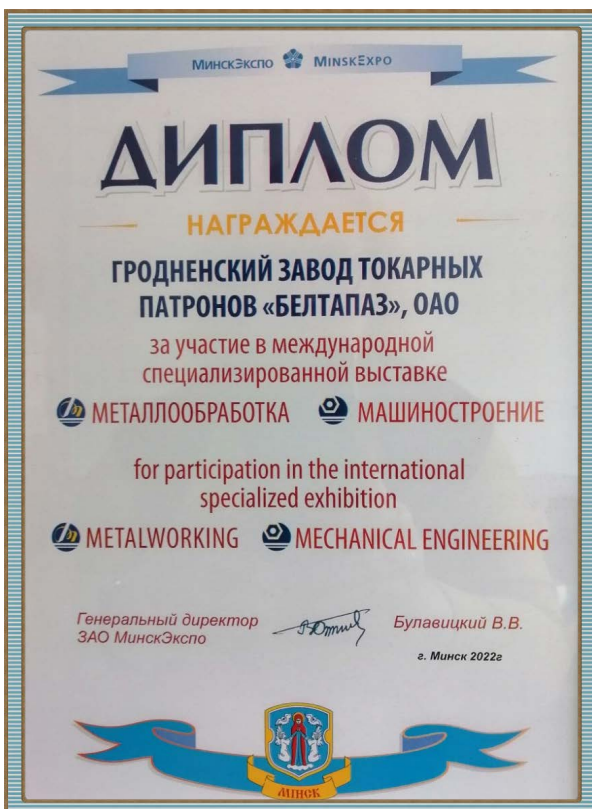 МинскЭкспо MinskExpo
ДИПЛОМ
НАГРАЖДАЕТСЯ
ГРОДНЕНСКИЙ ЗАВОД ТОКАРНЫХ
ПАТРОНОВ «БЕЛТАПАЗ», ОАО
за участие в международной
специализированной выставке
МЕТАЛЛООБРАБОТКА МАШИНОСТРОЕНИЕ
for participation in the international
specialized exhibition
METALWORKING MECHANICAL ENGINEERING
Генеральный директор
ЗАО МинскЭкспо
Булавицкий В.В.
г. Минск 2022г
МІНСК